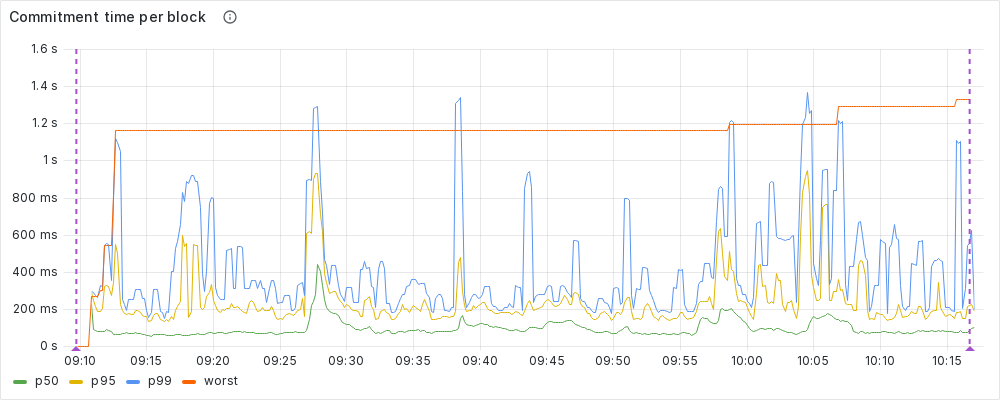 Commitment time per block
1.6 s
1.4 s
1.2 s
1 s
800 ms
600 ms
400 ms
200 ms
0 s
09:10 09:15 09:20 09:25 09:30 09:35 09:40 09:45 09:50 09:55 10:00 10:05 10:10 10:15
p50 p95 p99 worst